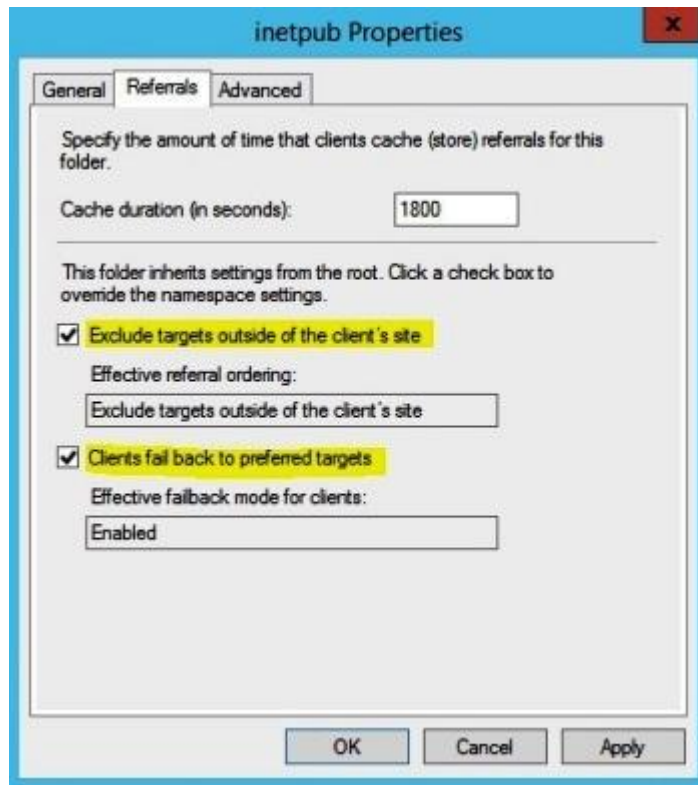 inetpub Properties
x
General Referrals Advanced
Specify the amount of time that clients cache (store) referrals for this
folder.
Cache duration (in seconds): 1800
This folder inherits settings from the root. Click a check box to
override the namespace settings.
Exclude targets outside of the client's site
Effective referral ordering:
Exclude targets outside of the client's site
Clients fail back to preferred targets
Effective failback mode for clients:
Enabled
OK Cancel Apply